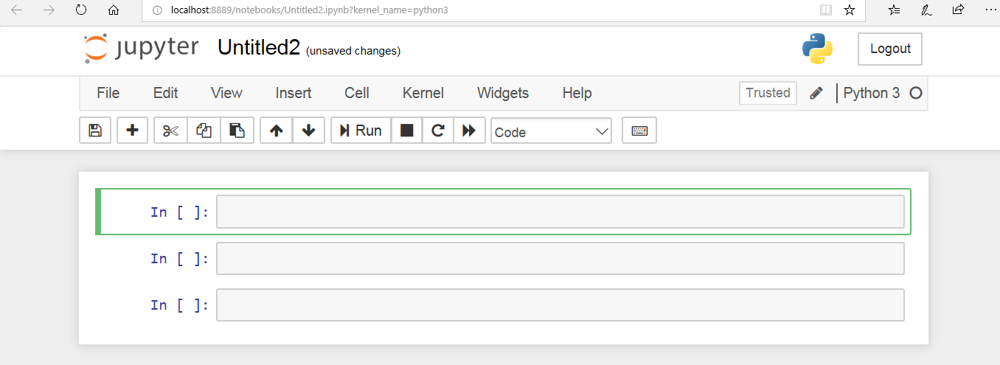 localhost:8889/notebooks/Untitled2.ipynb?kernel_name=python3
jupyter Untitled2 (unsaved changes) Logout
File Edit View Insert Cell Kernel Widgets Help Trusted Python 3
Run Code
In [ ]:
In [ ]:
In [ ]: